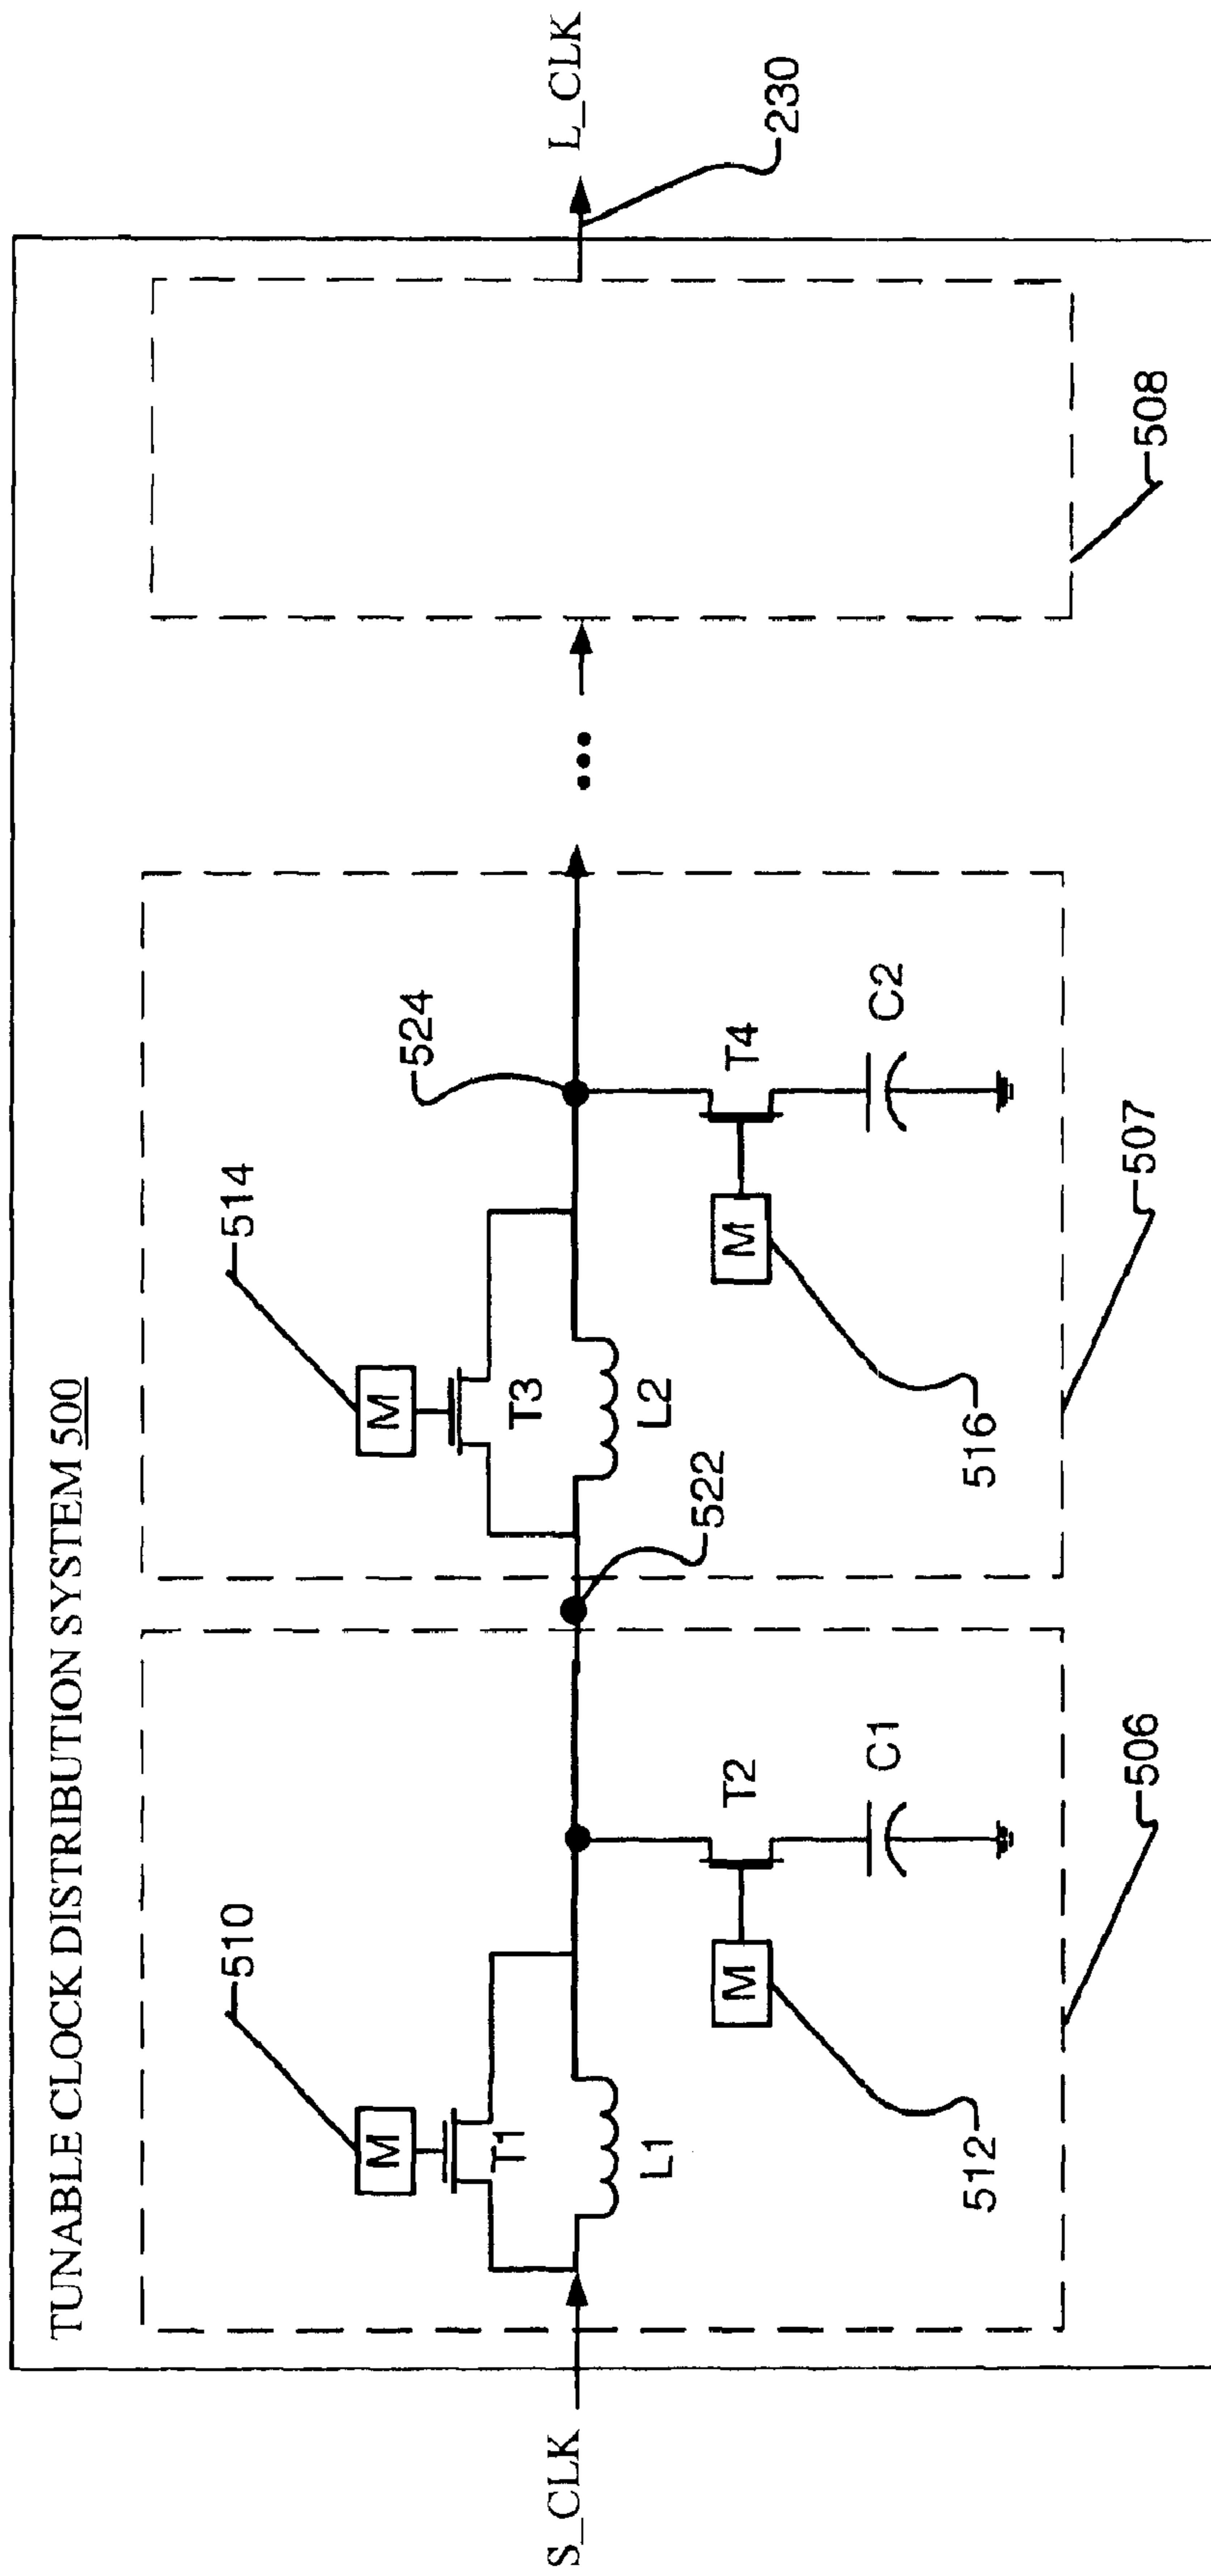 TUNABLE CLOCK DISTRIBUTION SYSTEM 500
S_CLK
510
M
T1
L1
M
512
T2
C1
506
522
514
M
T3
L2
M
516
524
T4
C2
507
...
508
230
L_CLK